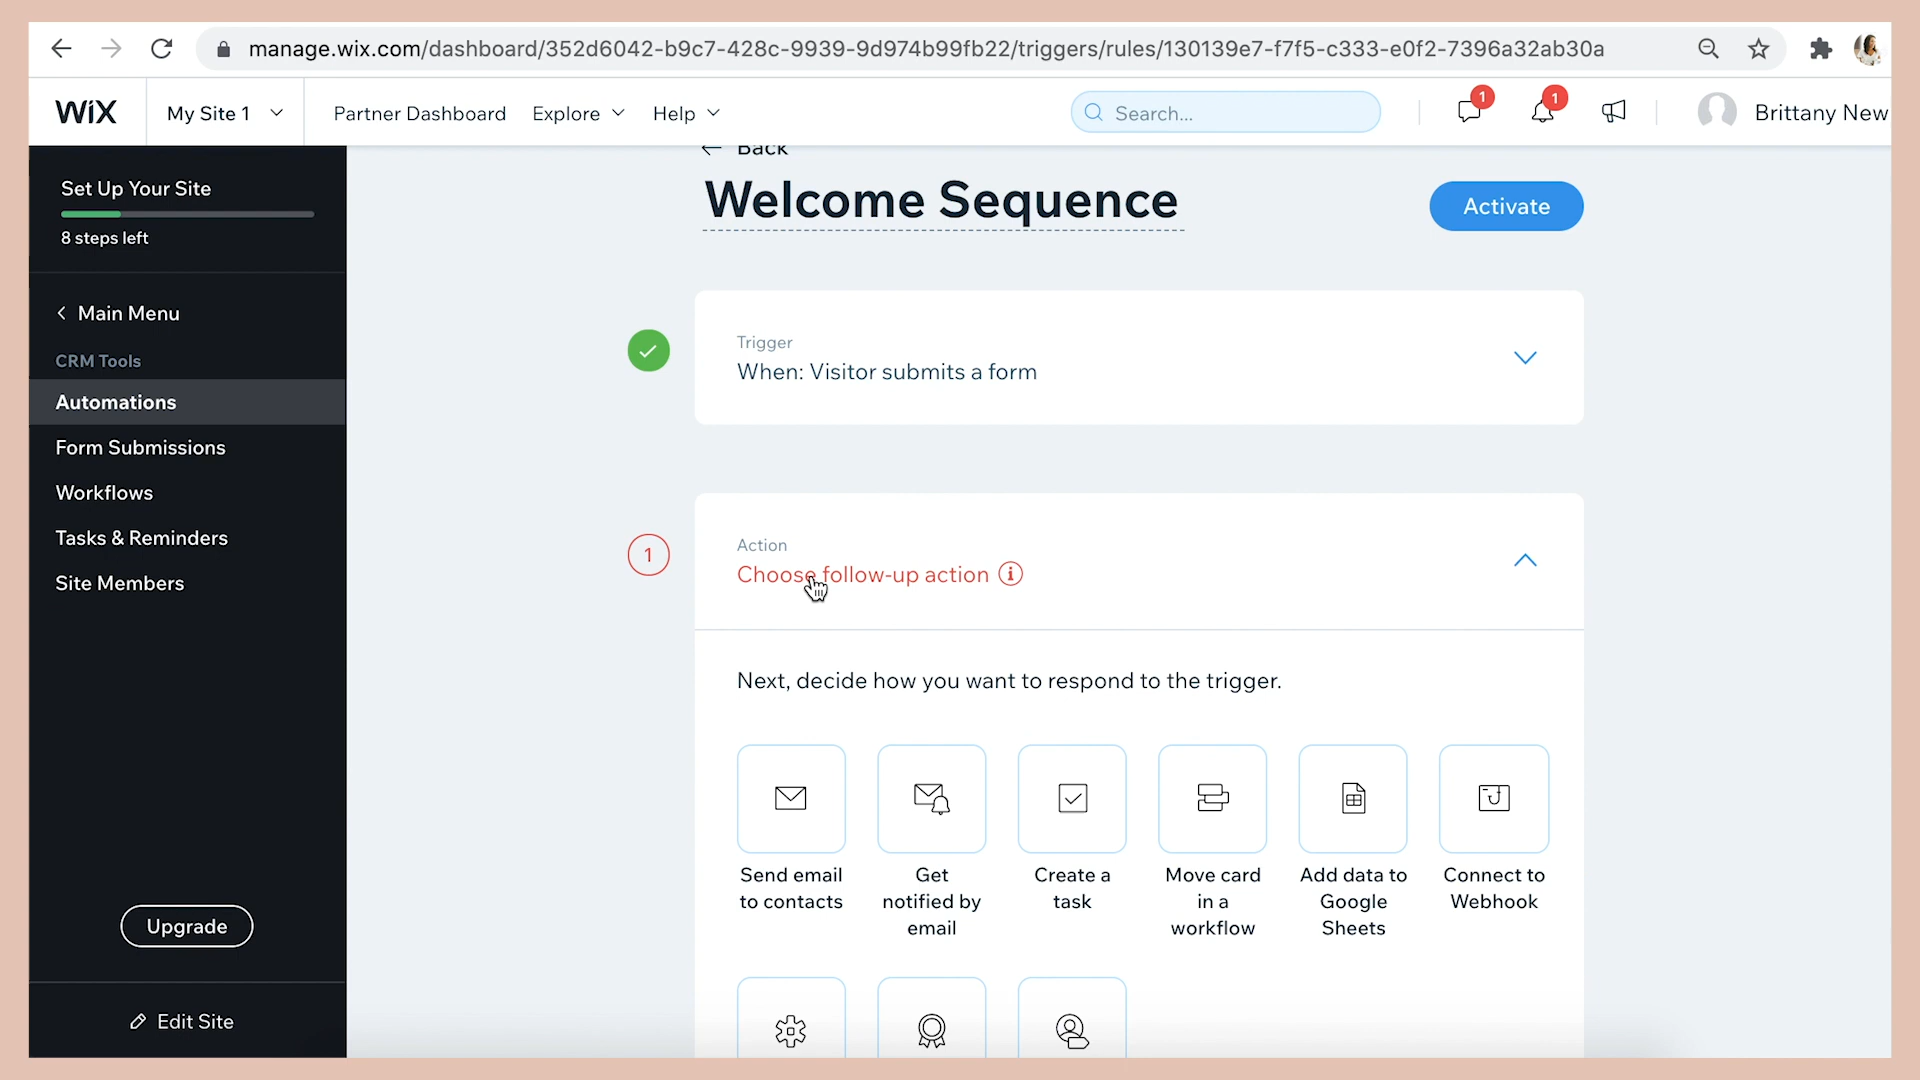 manage.wix.com/dashboard/352d6042-b9c7-428c-9939-9d974b99fb22/triggers/rules/130139e7-f7f5-c333-e0f2-7396a32ab30a
WiX
My Site 1
Partner Dashboard
Explore
Help
Search...
1
1
Brittany New
Set Up Your Site
8 steps left
Main Menu
CRM Tools
Automations
Form Submissions
Workflows
Tasks & Reminders
Site Members
Upgrade
Edit Site
Back
Welcome Sequence
Activate
Trigger
When: Visitor submits a form
1
Action
Choose follow-up action
Next, decide how you want to respond to the trigger.
Send email
to contacts
Get
notified by
email
Create a
task
Move card
in a
workflow
Add data to
Google
Sheets
Connect to
Webhook